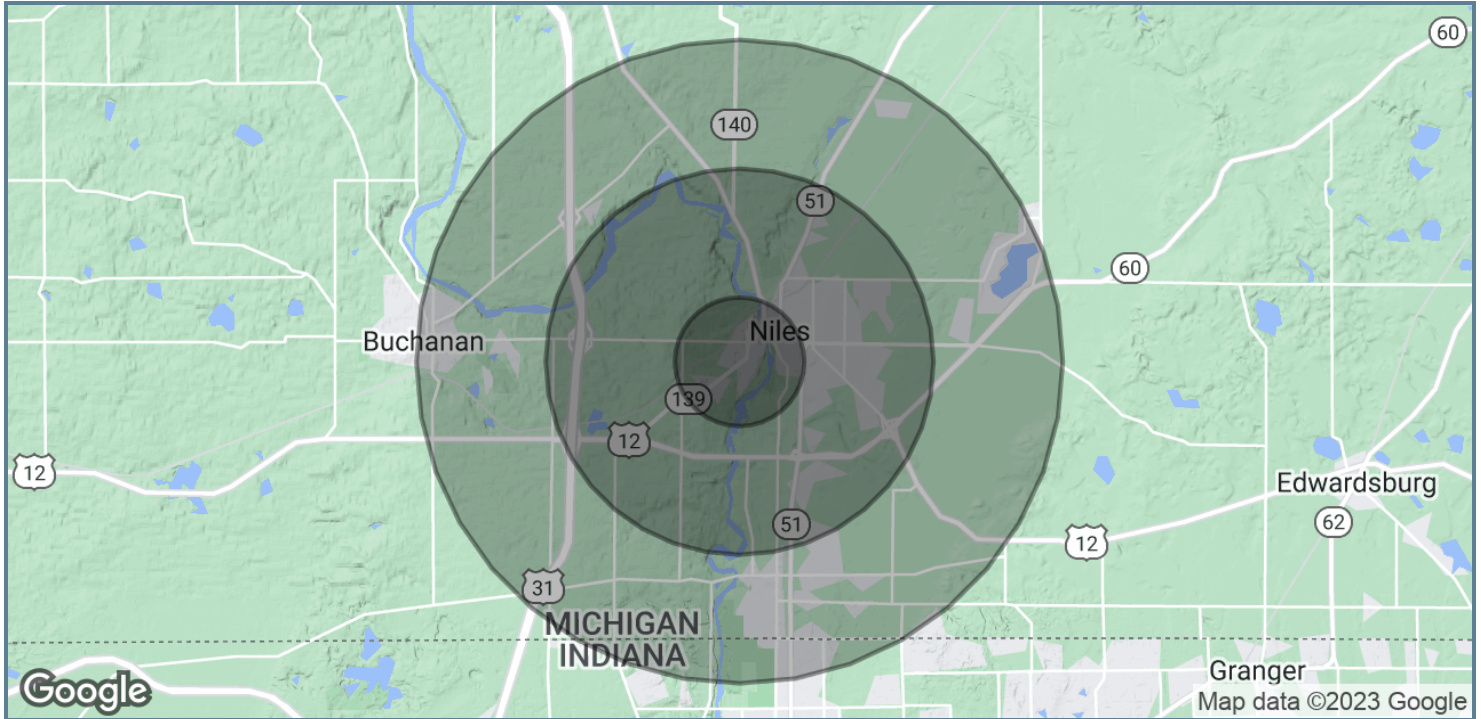 60
140
51
60
Niles
Buchanan
139
12
12
Edwardsburg
51
62
12
31
MICHIGAN
INDIANA
Granger
Google
Map data ©2023 Google